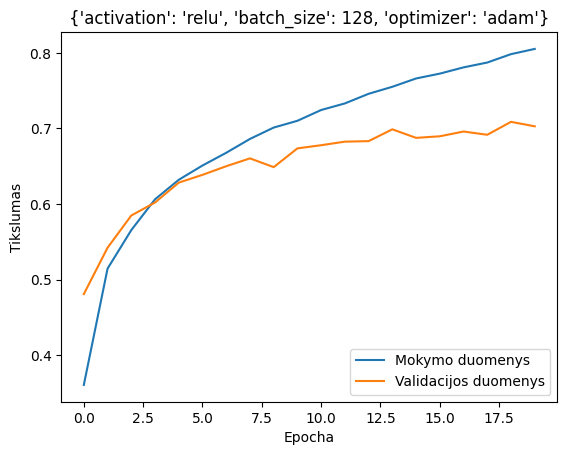 {'activation': 'relu', 'batch_size': 128, 'optimizer': 'adam'}
0.8
0.7
0.6
0.5
0.4
Tikslumas
Mokymo duomenys
Validacijos duomenys
0.0 2.5 5.0 7.5 10.0 12.5 15.0 17.5
Epocha